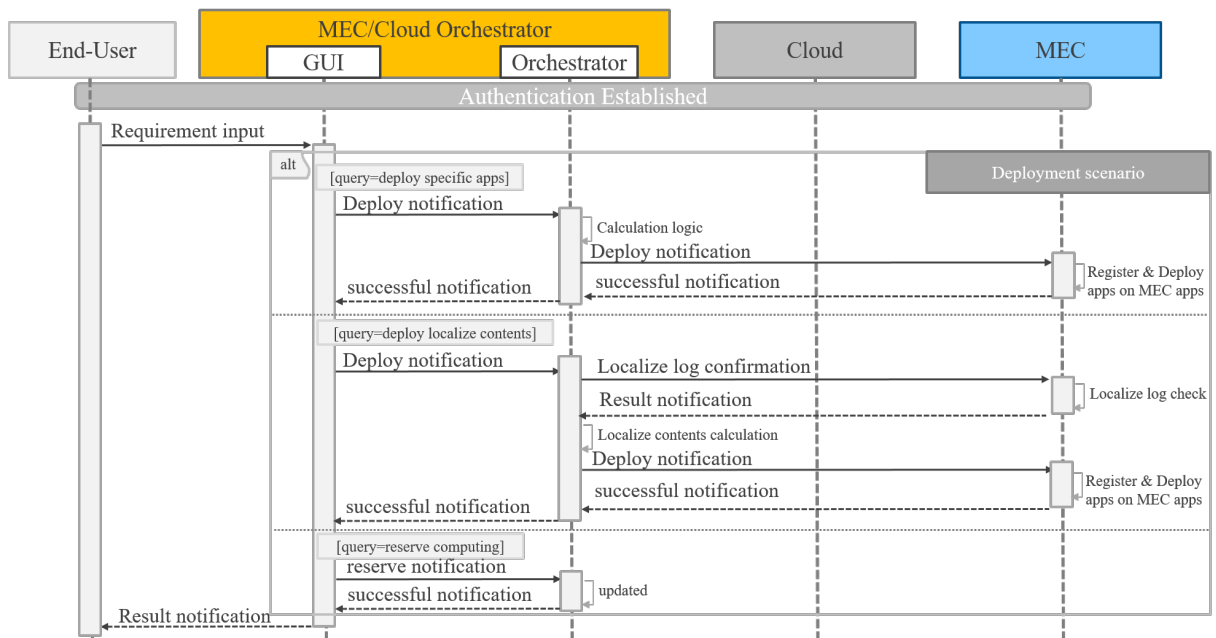 End-User
MEC/Cloud Orchestrator
GUI
Orchestrator
Cloud
MEC
Authentication Established
Requirement input
alt
Deployment scenario
[query=deploy specific apps]
Deploy notification
Calculation logic
Deploy notification
Register & Deploy
apps on MEC apps
successful notification
successful notification
[query=deploy localize contents]
Deploy notification
Localize log confirmation
Localize log check
Result notification
Localize contents calculation
Deploy notification
Register & Deploy
apps on MEC apps
successful notification
successful notification
[query=reserve computing]
reserve notification
updated
successful notification
Result notification